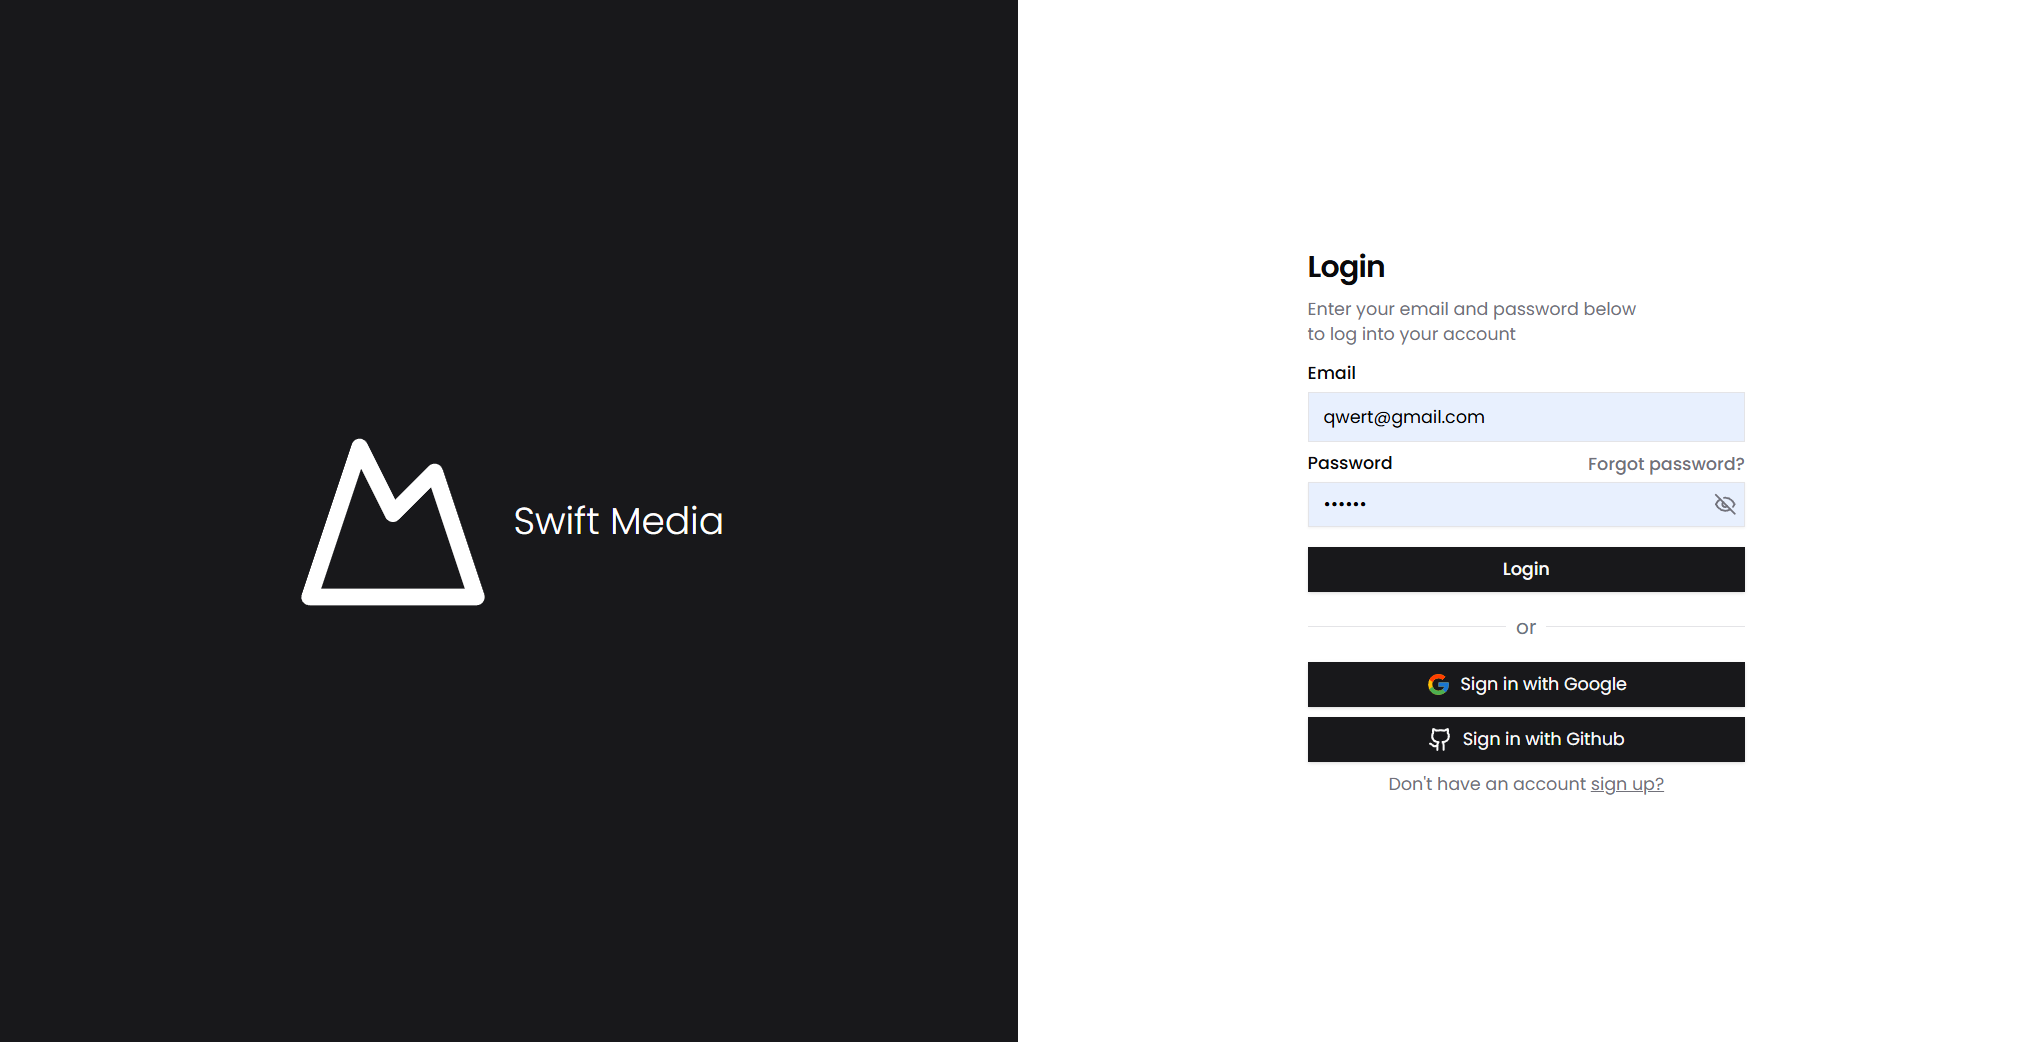 Swift Media
Login
Enter your email and password below
to log into your account
Email
qwert@gmail.com
Password
Forgot password?
••••••
Login
or
Sign in with Google
Sign in with Github
Don't have an account sign up?